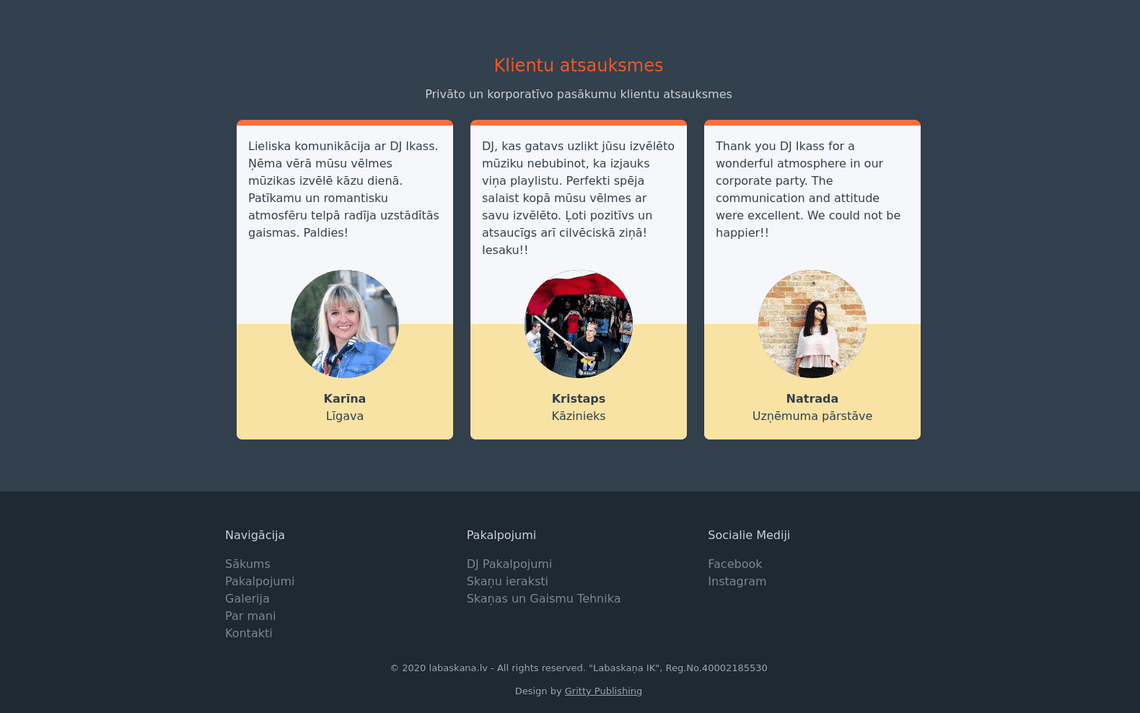 Klientu atsauksmes
Privāto un korporatīvo pasākumu klientu atsauksmes
Lieliska komunikācija ar DJ Ikass.
Ņēma vērā mūsu vēlmes
mūzikas izvēlē kāzu dienā.
Patīkamu un romantisku
atmosfēru telpā radīja uzstādītās
gaismas. Paldies!
Karīna
Līgava
DJ, kas gatavs uzlikt jūsu izvēlēto
mūziku nebubinot, ka izjauks
viņa playlistu. Perfekti spēja
salaist kopā mūsu vēlmes ar
savu izvēlēto. Ļoti pozitīvs un
atsaucīgs arī cilvēciskā ziņā!
Iesaku!!
Kristaps
Kāzinieks
Thank you DJ Ikass for a
wonderful atmosphere in our
corporate party. The
communication and attitude
were excellent. We could not be
happier!!
Natrada
Uzņēmuma pārstāve
Navigācija
Sākums
Pakalpojumi
Galerija
Par mani
Kontakti
Pakalpojumi
DJ Pakalpojumi
Skaņu ieraksti
Skaņas un Gaismu Tehnika
Socialie Mediji
Facebook
Instagram
© 2020 labaskana.lv - All rights reserved. "Labaskaņa IK", Reg.No.40002185530
Design by Gritty Publishing